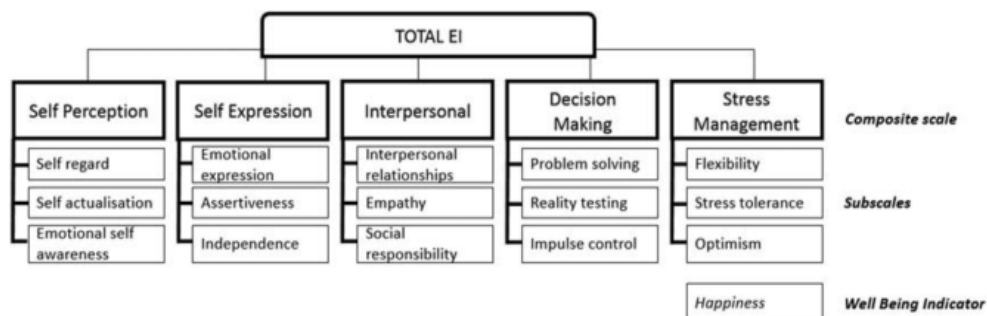 TOTAL EI
Self Perception
Self Expression
Interpersonal
Decision
Making
Stress
Management
Composite scale
Self regard
Emotional
expression
Interpersonal
relationships
Problem solving
Flexibility
Self actualisation
Assertiveness
Empathy
Reality testing
Stress tolerance
Subscales
Emotional self
awareness
Independence
Social
responsibility
Impulse control
Optimism
Happiness
Well Being Indicator